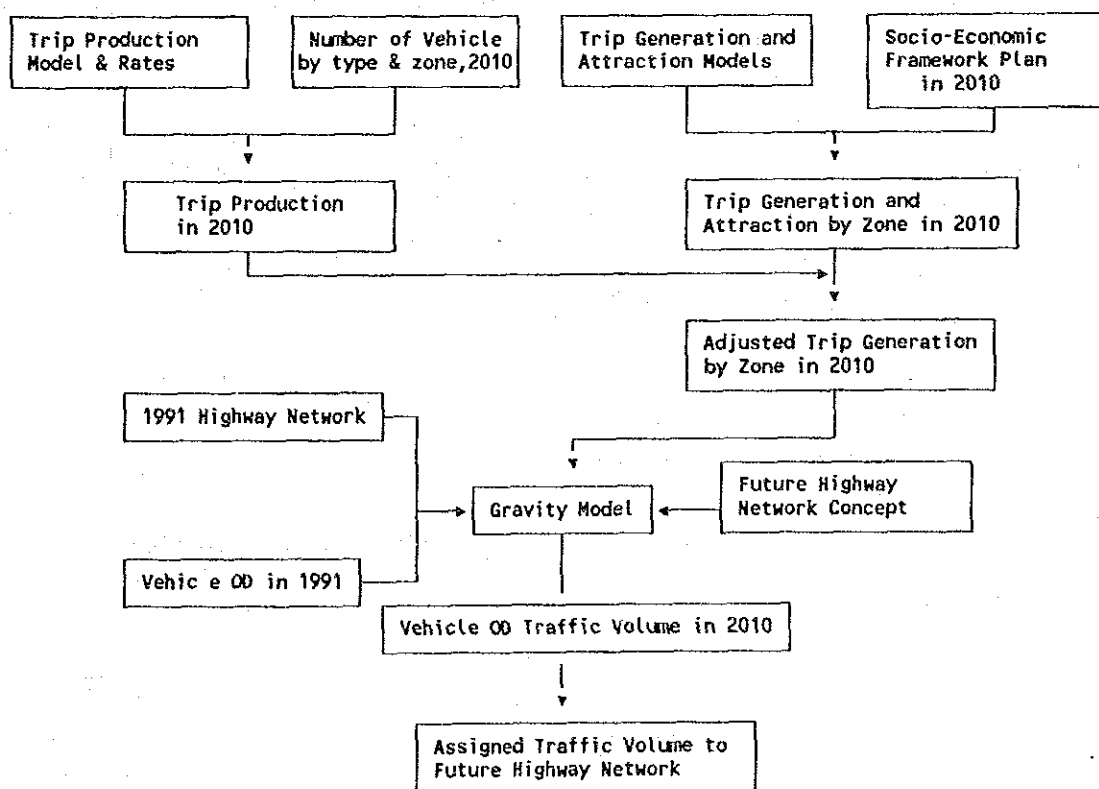 Trip Production
Model & Rates
Number of Vehicle
by type & zone,2010
Trip Generation and
Attraction Models
Socio-Economic
Framework Plan
in 2010
Trip Production
in 2010
Trip Generation and
Attraction by Zone in 2010
Adjusted Trip Generation
by Zone in 2010
1991 Highway Network
Gravity Model
Future Highway
Network Concept
Vehic e OD in 1991
Vehicle OD Traffic Volume in 2010
Assigned Traffic Volume to
Future Highway Network